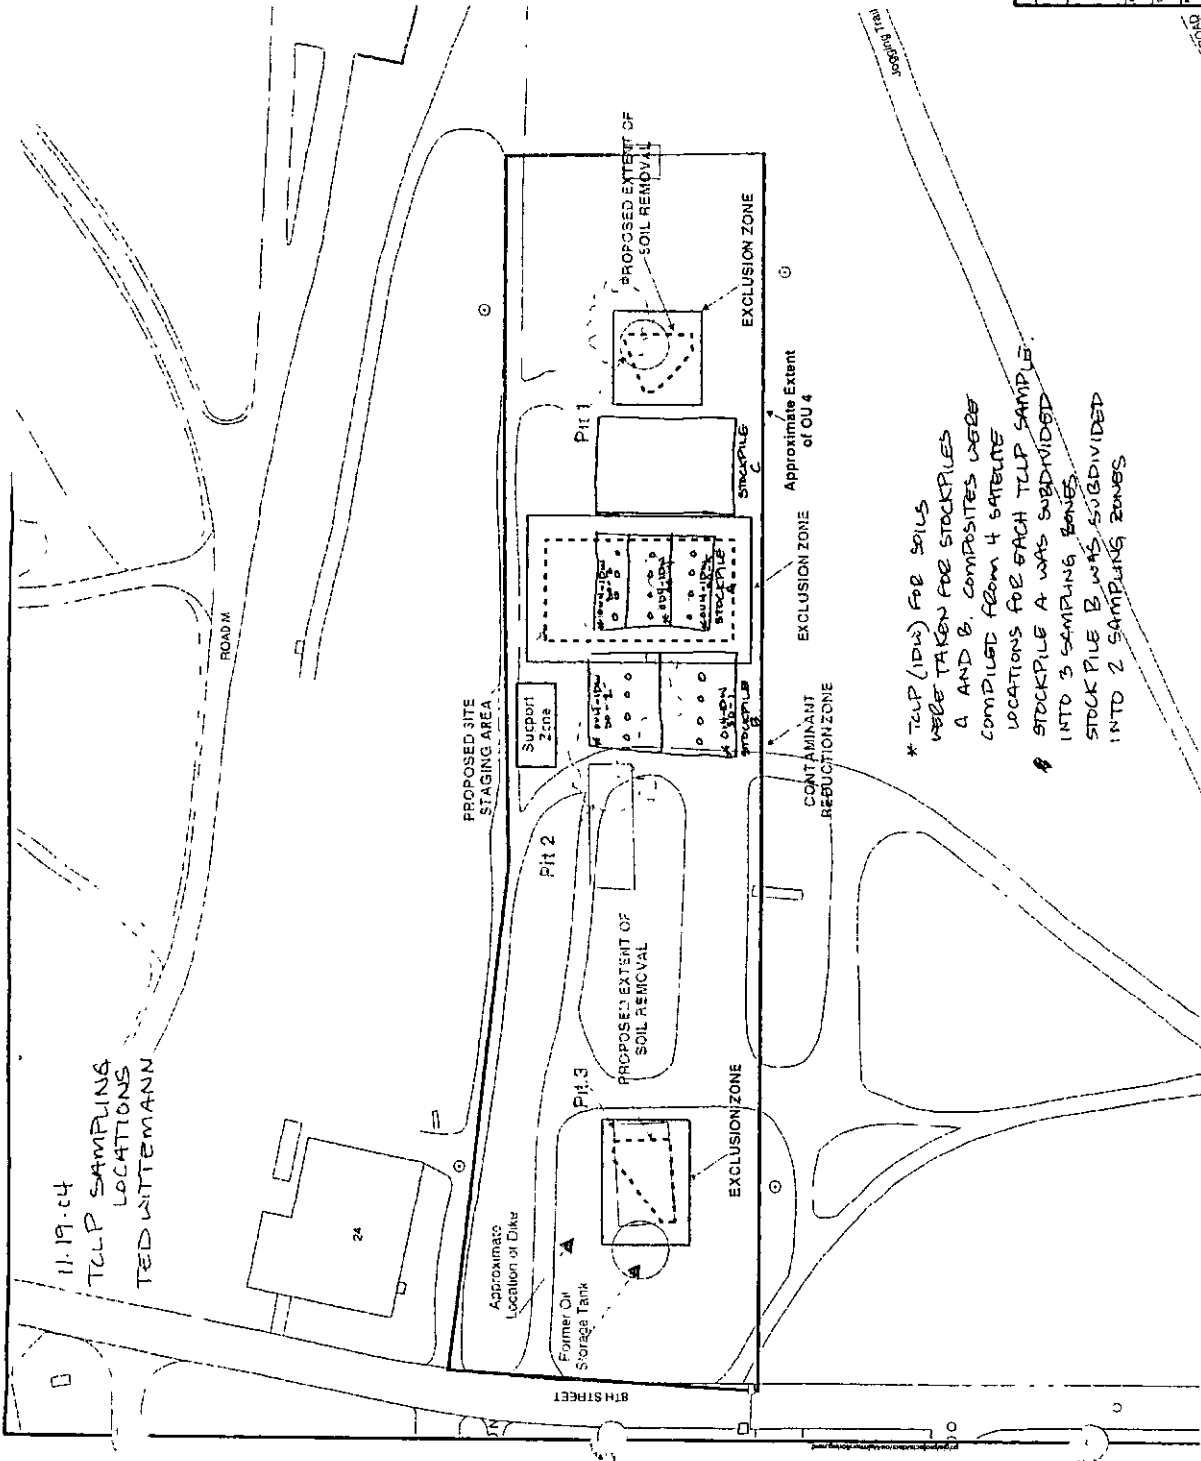 11.19.04
TCLP SAMPLING
LOCATIONS
TED WITTEMANN
24
ROAD M
8TH STREET
Jogging Trail
ROAD
PROPOSED SITE
STAGING AREA
Support
Zone
Pit 1
Pit 2
Pit 3
PROPOSED EXTENT OF
SOIL REMOVAL
PROPOSED EXTENT OF
SOIL REMOVAL
Approximate
Location of Dike
Former Oil
Storage Tank
EXCLUSION ZONE
EXCLUSION ZONE
EXCLUSION ZONE
CONTAMINANT
REDUCTION ZONE
Approximate Extent
of OU 4
STOCKPILE
C
STOCKPILE
A
STOCKPILE
B
* TCLP (IDW) FOR SOILS
WERE TAKEN FOR STOCKPILES
A AND B. COMPOSITES WERE
COMPILED FROM 4 SATELITE
LOCATIONS FOR EACH TCLP SAMPLE.
STOCKPILE A WAS SUBDIVIDED
INTO 3 SAMPLING ZONES.
STOCKPILE B WAS SUBDIVIDED
INTO 2 SAMPLING ZONES